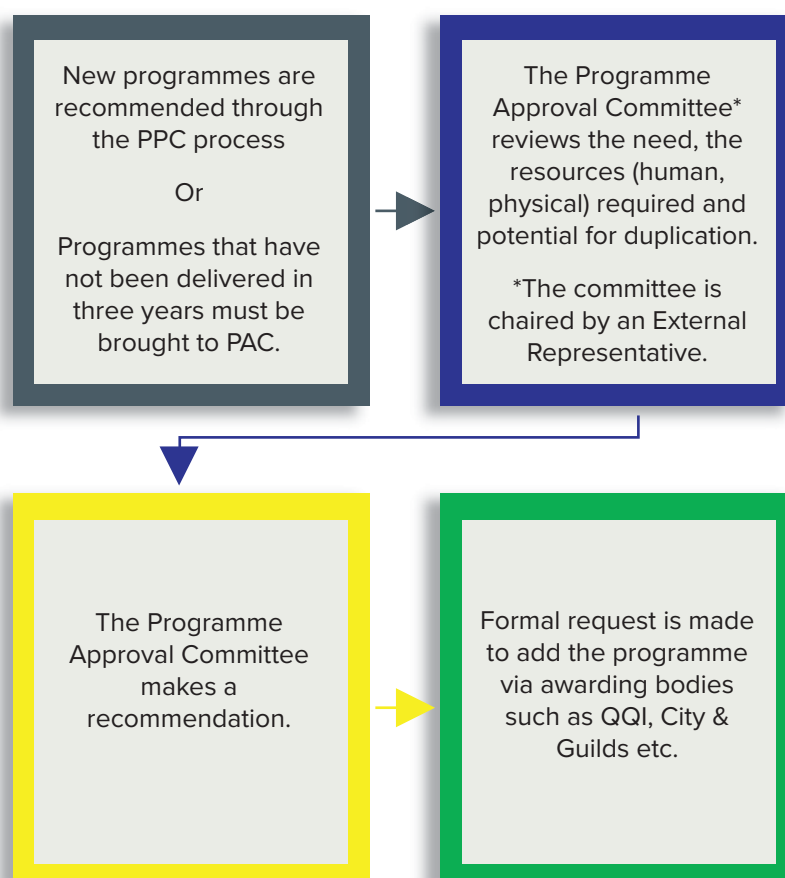 New programmes are
recommended through
the PPC process
Or
Programmes that have
not been delivered in
three years must be
brought to PAC.
The Programme
Approval Committee*
reviews the need, the
resources (human,
physical) required and
potential for duplication.
*The committee is
chaired by an External
Representative.
The Programme
Approval Committee
makes a
recommendation.
Formal request is made
to add the programme
via awarding bodies
such as QQI, City &
Guilds etc.